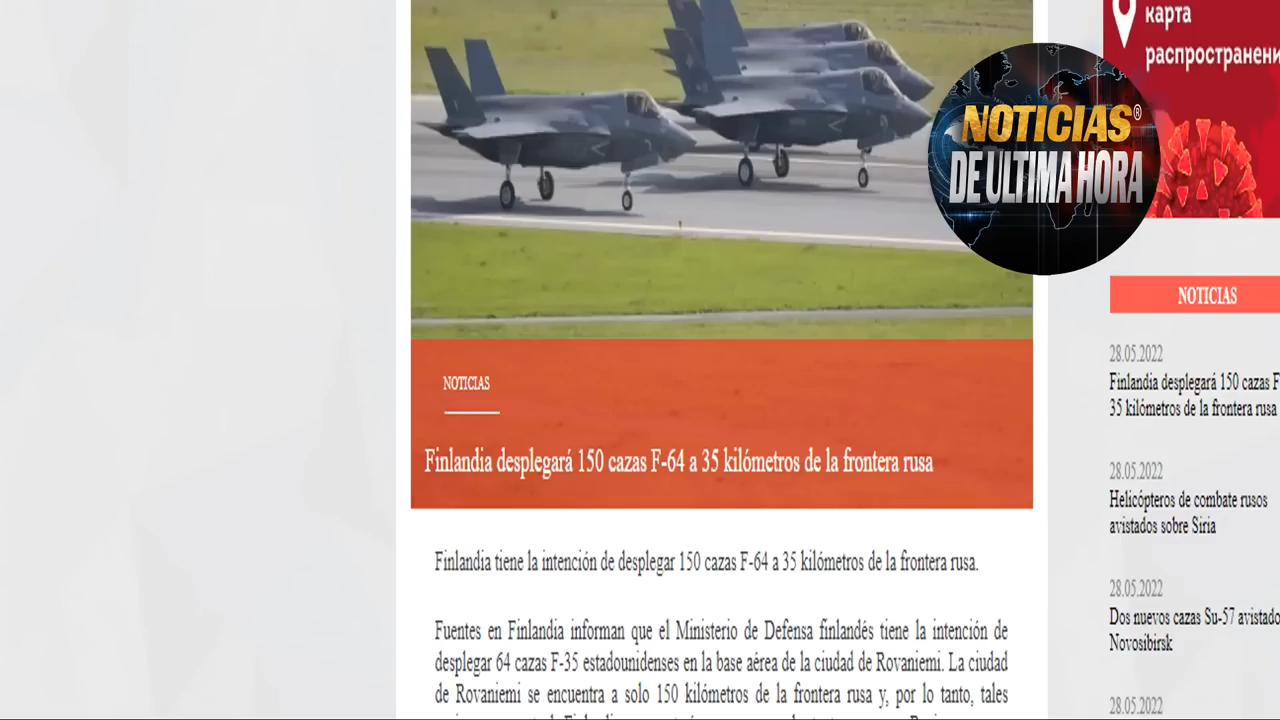 карта
распространени
NOTICIAS®
DE ULTIMA HORA
NOTICIAS
Finlandia desplegará 150 cazas F-64 a 35 kilómetros de la frontera rusa
Finlandia tiene la intención de desplegar 150 cazas F-64 a 35 kilómetros de la frontera rusa.
Fuentes en Finlandia informan que el Ministerio de Defensa finlandés tiene la intención de
desplegar 64 cazas F-35 estadounidenses en la base aérea de la ciudad de Rovaniemi. La ciudad
de Rovaniemi se encuentra a solo 150 kilómetros de la frontera rusa y, por lo tanto, tales
NOTICIAS
28.05.2022
Finlandia desplegará 150 cazas F
35 kilómetros de la frontera rusa
28.05.2022
Helicópteros de combate rusos
avistados sobre Siria
28.05.2022
Dos nuevos cazas Su-57 avistado
Novosibirsk
28.05.2022